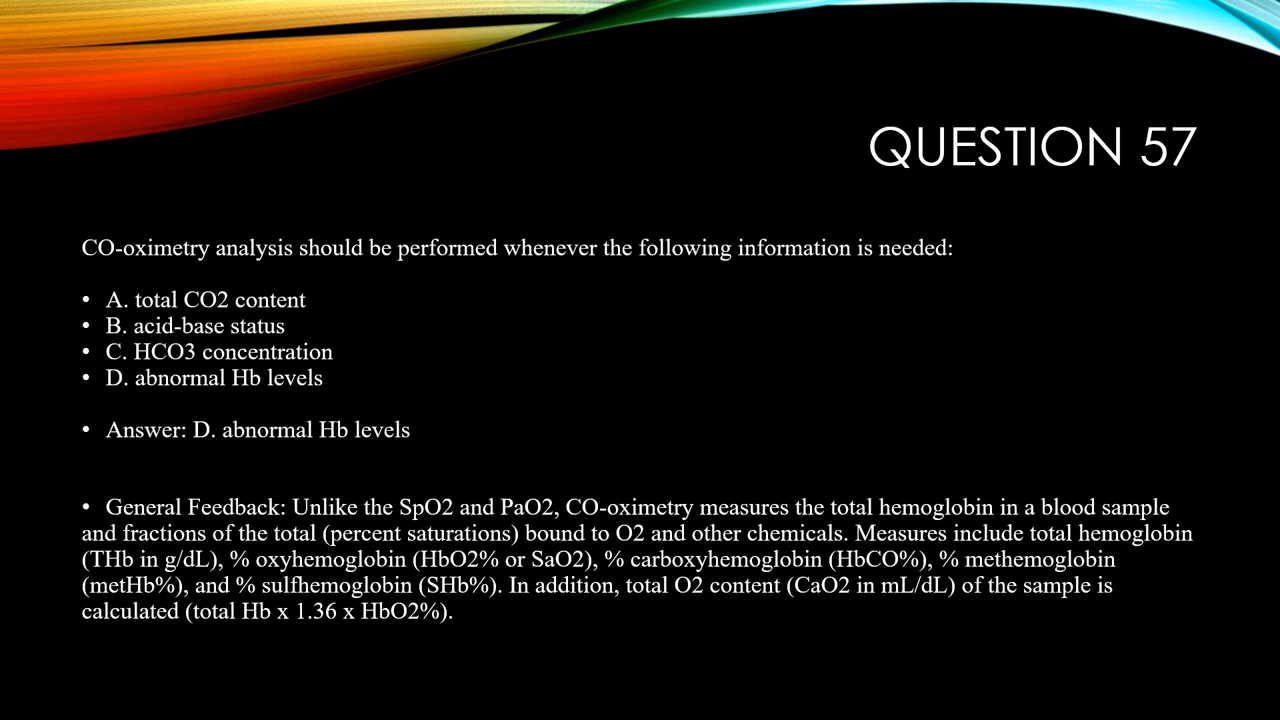 QUESTION 57
CO-oximetry analysis should be performed whenever the following information is needed:
• A. total CO2 content
• B. acid-base status
• C. HCO3 concentration
• D. abnormal Hb levels
• Answer: D. abnormal Hb levels
• General Feedback: Unlike the SpO2 and PaO2, CO-oximetry measures the total hemoglobin in a blood sample
and fractions of the total (percent saturations) bound to O2 and other chemicals. Measures include total hemoglobin
(THb in g/dL), % oxyhemoglobin (HbO2% or SaO2), % carboxyhemoglobin (HbCO%), % methemoglobin
(metHb%), and % sulfhemoglobin (SHb%). In addition, total O2 content (CaO2 in mL/dL) of the sample is
calculated (total Hb x 1.36 x HbO2%).